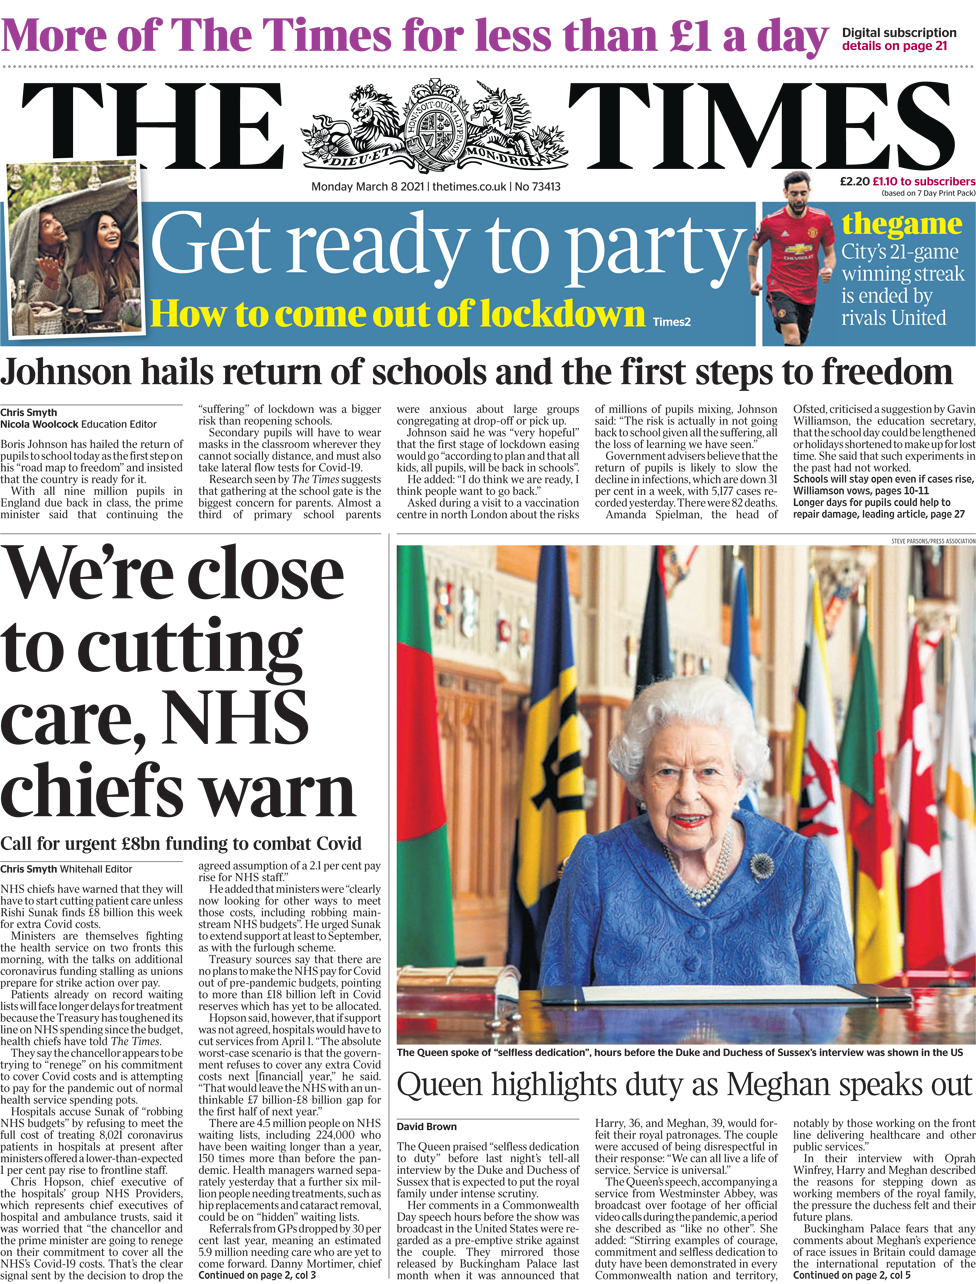 More of The Times for less than £1 a day
Digital subscription
details on page 21
THE TIMES
DIEU·ET MON·DROIT
Monday March 8 2021 | thetimes.co.uk | No 73413
£2.20 £1.10 to subscribers
(based on 7 Day Print Pack)
Get ready to party
How to come out of lockdown Times2
CHEVROLET
thegame
City's 21-game
winning streak
is ended by
rivals United
Johnson hails return of schools and the first steps to freedom
Chris Smyth
Nicola Woolcock Education Editor
Boris Johnson has hailed the return of
pupils to school today as the first step on
his "road map to freedom" and insisted
that the country is ready for it.
With all nine million pupils in
England due back in class, the prime
minister said that continuing the
"suffering" of lockdown was a bigger
risk than reopening schools.
Secondary pupils will have to wear
masks in the classroom wherever they
cannot socially distance, and must also
take lateral flow tests for Covid-19.
Research seen by The Times suggests
that gathering at the school gate is the
biggest concern for parents. Almost a
third of primary school parents
were anxious about large groups
congregating at drop-off or pick up.
Johnson said he was "very hopeful"
that the first stage of lockdown easing
would go "according to plan and that all
kids, all pupils, will be back in schools".
He added: "I do think we are ready, I
think people want to go back."
Asked during a visit to a vaccination
centre in north London about the risks
of millions of pupils mixing, Johnson
said: "The risk is actually in not going
back to school given all the suffering, all
the loss of learning we have seen."
Government advisers believe that the
return of pupils is likely to slow the
decline in infections, which are down 31
per cent in a week, with 5,177 cases re-
corded yesterday. There were 82 deaths.
Amanda Spielman, the head of
Ofsted, criticised a suggestion by Gavin
Williamson, the education secretary,
that the school day could be lengthened
or holidays shortened to make up for lost
time. She said that such experiments in
the past had not worked.
Schools will stay open even if cases rise,
Williamson vows, pages 10-11
Longer days for pupils could help to
repair damage, leading article, page 27
We're close
to cutting
care, NHS
chiefs warn
Call for urgent £8bn funding to combat Covid
Chris Smyth Whitehall Editor
NHS chiefs have warned that they will
have to start cutting patient care unless
Rishi Sunak finds £8 billion this week
for extra Covid costs.
Ministers are themselves fighting
the health service on two fronts this
morning, with the talks on additional
coronavirus funding stalling as unions
prepare for strike action over pay.
Patients already on record waiting
lists will face longer delays for treatment
because the Treasury has toughened its
line on NHS spending since the budget,
health chiefs have told The Times.
They say the chancellor appears to be
trying to "renege" on his commitment
to cover Covid costs and is attempting
to pay for the pandemic out of normal
health service spending pots.
Hospitals accuse Sunak of "robbing
NHS budgets" by refusing to meet the
full cost of treating 8,021 coronavirus
patients in hospitals at present after
ministers offered a lower-than-expected
1 per cent pay rise to frontline staff.
Chris Hopson, chief executive of
the hospitals' group NHS Providers,
which represents chief executives of
hospital and ambulance trusts, said it
was worried that "the chancellor and
the prime minister are going to renege
on their commitment to cover all the
NHS's Covid-19 costs. That's the clear
signal sent by the decision to drop the
agreed assumption of a 2.1 per cent pay
rise for NHS staff."
He added that ministers were "clearly
now looking for other ways to meet
those costs, including robbing main-
stream NHS budgets". He urged Sunak
to extend support at least to September,
as with the furlough scheme.
Treasury sources say that there are
no plans to make the NHS pay for Covid
out of pre-pandemic budgets, pointing
to more than £18 billion left in Covid
reserves which has yet to be allocated.
Hopson said, however, that if support
was not agreed, hospitals would have to
cut services from April 1. "The absolute
worst-case scenario is that the govern-
ment refuses to cover any extra Covid
costs next [financial] year," he said.
"That would leave the NHS with an un-
thinkable £7 billion-£8 billion gap for
the first half of next year."
There are 4.5 million people on NHS
waiting lists, including 224,000 who
have been waiting longer than a year,
150 times more than before the pan-
demic. Health managers warned sepa-
rately yesterday that a further six mil-
lion people needing treatments, such as
hip replacements and cataract removal,
could be on "hidden" waiting lists.
Referrals from GPs dropped by 30 per
cent last year, meaning an estimated
5.9 million needing care who are yet to
come forward. Danny Mortimer, chief
Continued on page 2, col 3
STEVE PARSONS/PRESS ASSOCIATION
The Queen spoke of "selfless dedication", hours before the Duke and Duchess of Sussex's interview was shown in the US
Queen highlights duty as Meghan speaks out
David Brown
The Queen praised "selfless dedication
to duty" before last night's tell-all
interview by the Duke and Duchess of
Sussex that is expected to put the royal
family under intense scrutiny.
Her comments in a Commonwealth
Day speech hours before the show was
broadcast in the United States were re-
garded as a pre-emptive strike against
the couple. They mirrored those
released by Buckingham Palace last
month when it was announced that
Harry, 36, and Meghan, 39, would for-
feit their royal patronages. The couple
were accused of being disrespectful in
their response: "We can all live a life of
service. Service is universal."
The Queen's speech, accompanying a
service from Westminster Abbey, was
broadcast over footage of her official
video calls during the pandemic, a period
she described as "like no other". She
added: "Stirring examples of courage,
commitment and selfless dedication to
duty have been demonstrated in every
Commonwealth nation and territory,
notably by those working on the front
line delivering healthcare and other
public services."
In their interview with Oprah
Winfrey, Harry and Meghan described
the reasons for stepping down as
working members of the royal family,
the pressure the duchess felt and their
future plans.
Buckingham Palace fears that any
comments about Meghan's experience
of race issues in Britain could damage
the international reputation of the
Continued on page 2, col 5